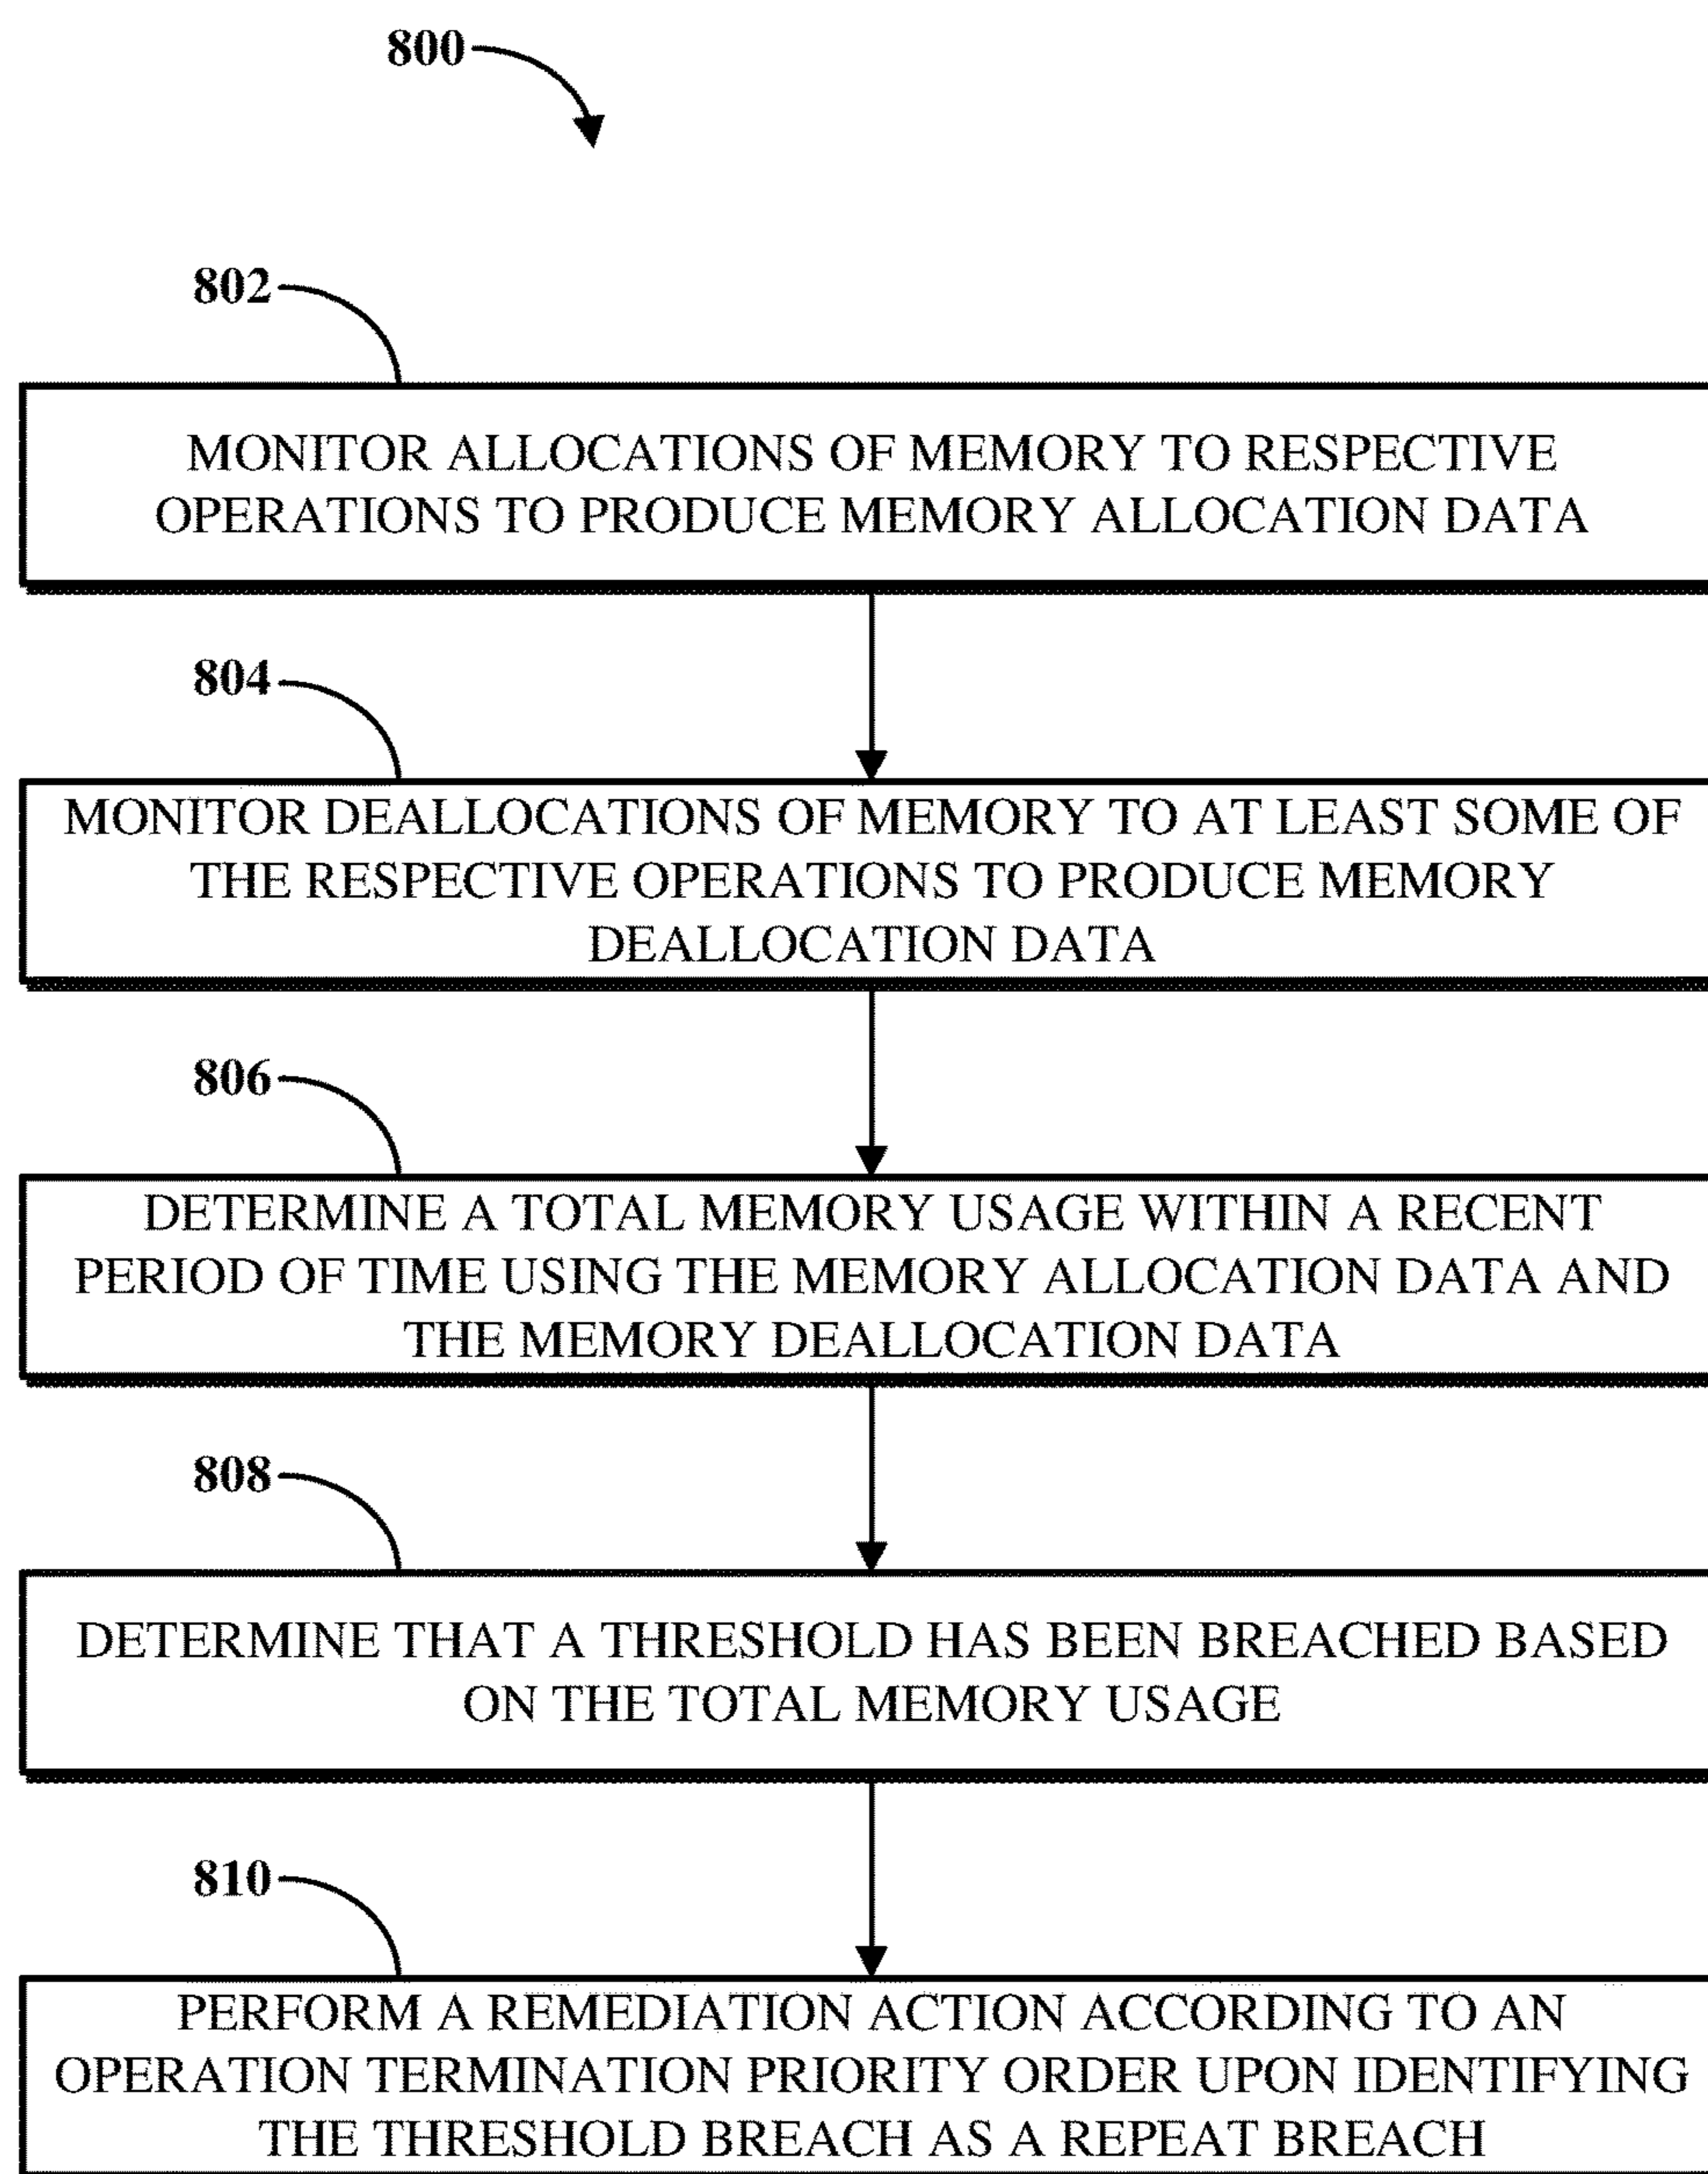 800
802
MONITOR ALLOCATIONS OF MEMORY TO RESPECTIVE
OPERATIONS TO PRODUCE MEMORY ALLOCATION DATA
804
MONITOR DEALLOCATIONS OF MEMORY TO AT LEAST SOME OF
THE RESPECTIVE OPERATIONS TO PRODUCE MEMORY
DEALLOCATION DATA
806
DETERMINE A TOTAL MEMORY USAGE WITHIN A RECENT
PERIOD OF TIME USING THE MEMORY ALLOCATION DATA AND
THE MEMORY DEALLOCATION DATA
808
DETERMINE THAT A THRESHOLD HAS BEEN BREACHED BASED
ON THE TOTAL MEMORY USAGE
810
PERFORM A REMEDIATION ACTION ACCORDING TO AN
OPERATION TERMINATION PRIORITY ORDER UPON IDENTIFYING
THE THRESHOLD BREACH AS A REPEAT BREACH